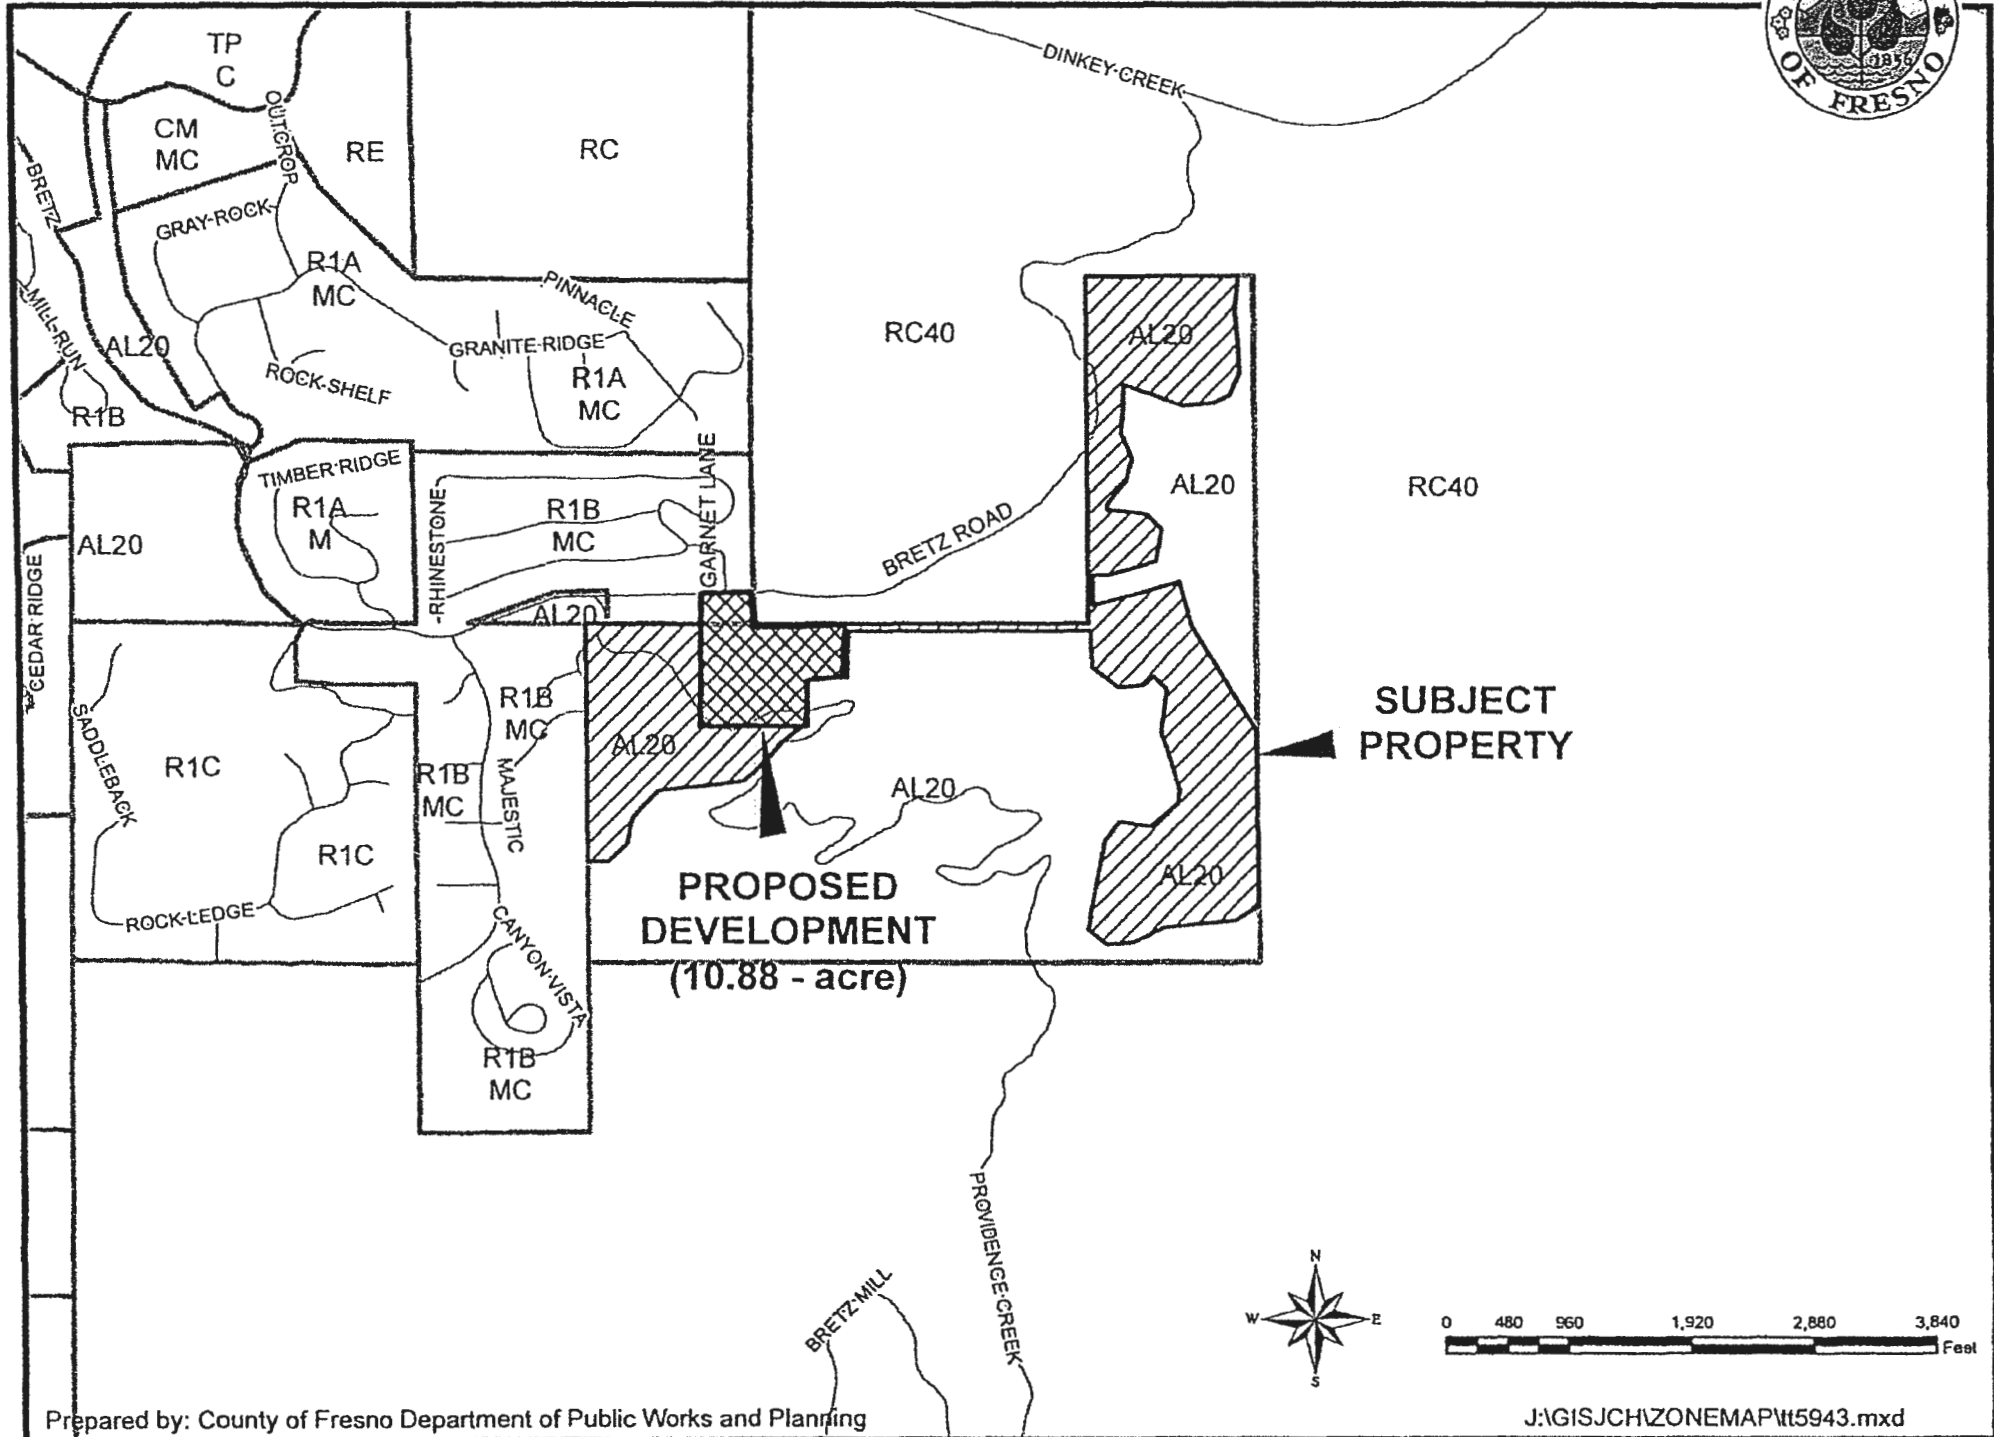 TP
C
CM
MC
OUTCROP
RE
RC
DINKEY CREEK
1856
OF FRESNO
BRETZ
GRAY ROCK
R1A
MC
PINNACLE
MILL RUN
AL20
GRANITE RIDGE
ROCK SHELF
R1A
MC
RC40
AL20
R1B
TIMBER RIDGE
GARNET LANE
AL20
RC40
AL20
R1A
M
RHINESTONE
R1B
MC
BRETZ ROAD
CEDAR RIDGE
AL20
SADDLEBACK
R1C
R1B
MC
R1B
MC
MAJESTIC
AL20
AL20
SUBJECT
PROPERTY
R1C
ROCK LEDGE
CANYON VISTA
PROPOSED
DEVELOPMENT
(10.88 - acre)
AL20
R1B
MC
PROVIDENCE CREEK
BRETZ MILL
N
W E
S
0 480 960 1,920 2,880 3,840
Feet
Prepared by: County of Fresno Department of Public Works and Planning
J:\GISJCH\ZONEMAP\tt5943.mxd